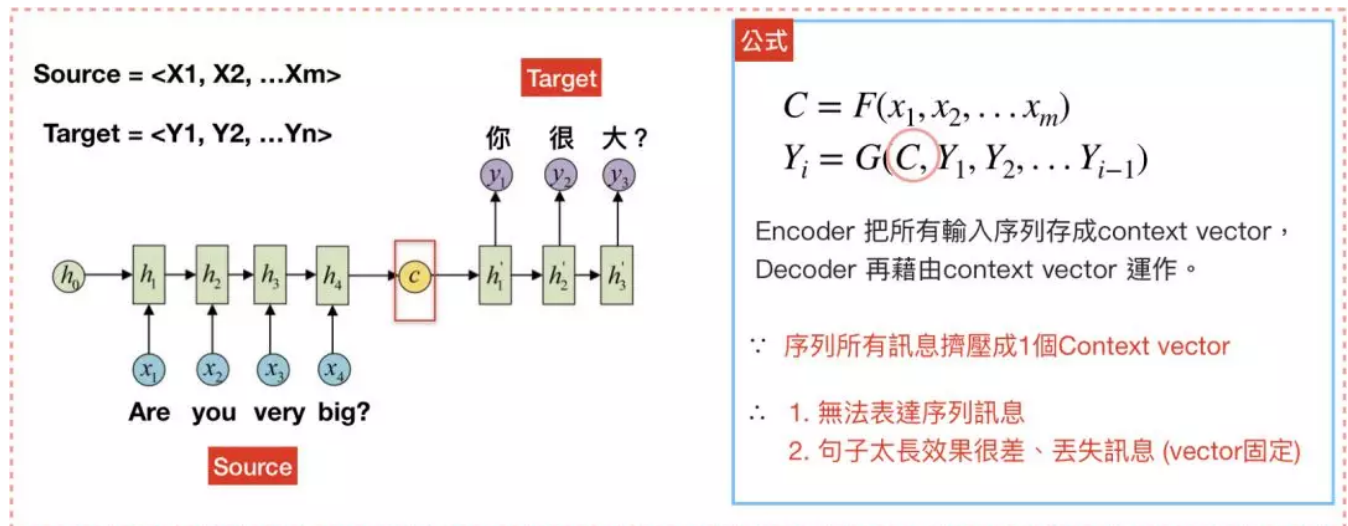 Source = <X1, X2, ...Xm>
Target = <Y1, Y2, ...Yn>
Target
你 很 大？
y₁ y₂ y₃
h₀ h₁ h₂ h₃ h₄ c h'₁ h'₂ h'₃
x₁ x₂ x₃ x₄
Are you very big?
Source
公式
C = F(x₁, x₂, ...xₘ)
Yᵢ = G(C, Y₁, Y₂, ...Yᵢ₋₁)
Encoder 把所有輸入序列存成context vector，
Decoder 再藉由context vector 運作。
∵ 序列所有訊息擠壓成1個Context vector
∴ 1. 無法表達序列訊息
2. 句子太長效果很差、丟失訊息 (vector固定)